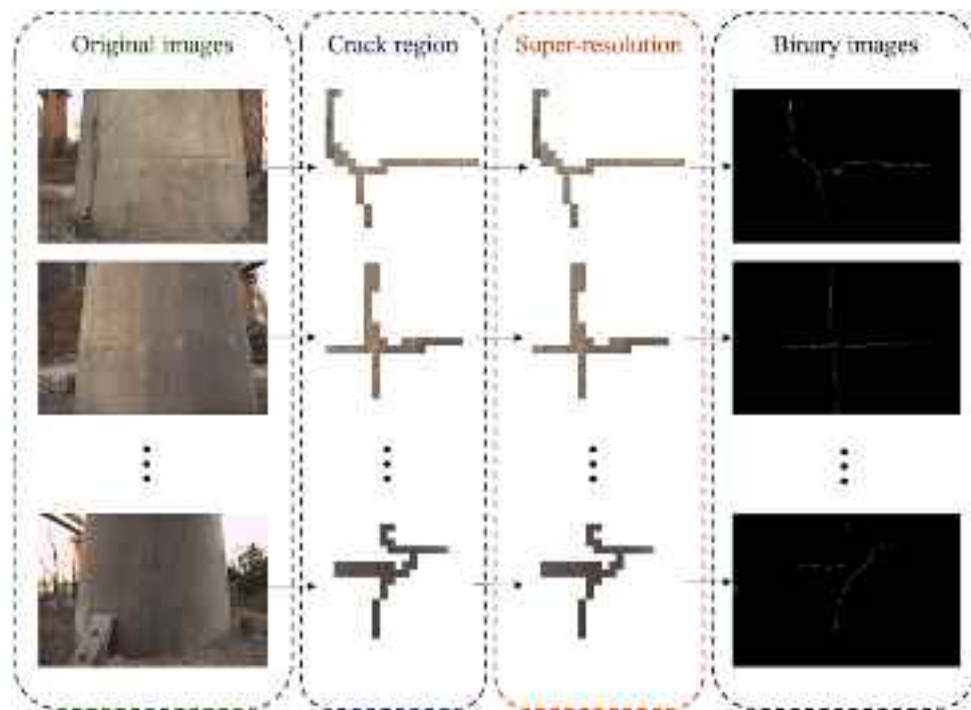 Original images
Crack region
Super-resolution
Binary images